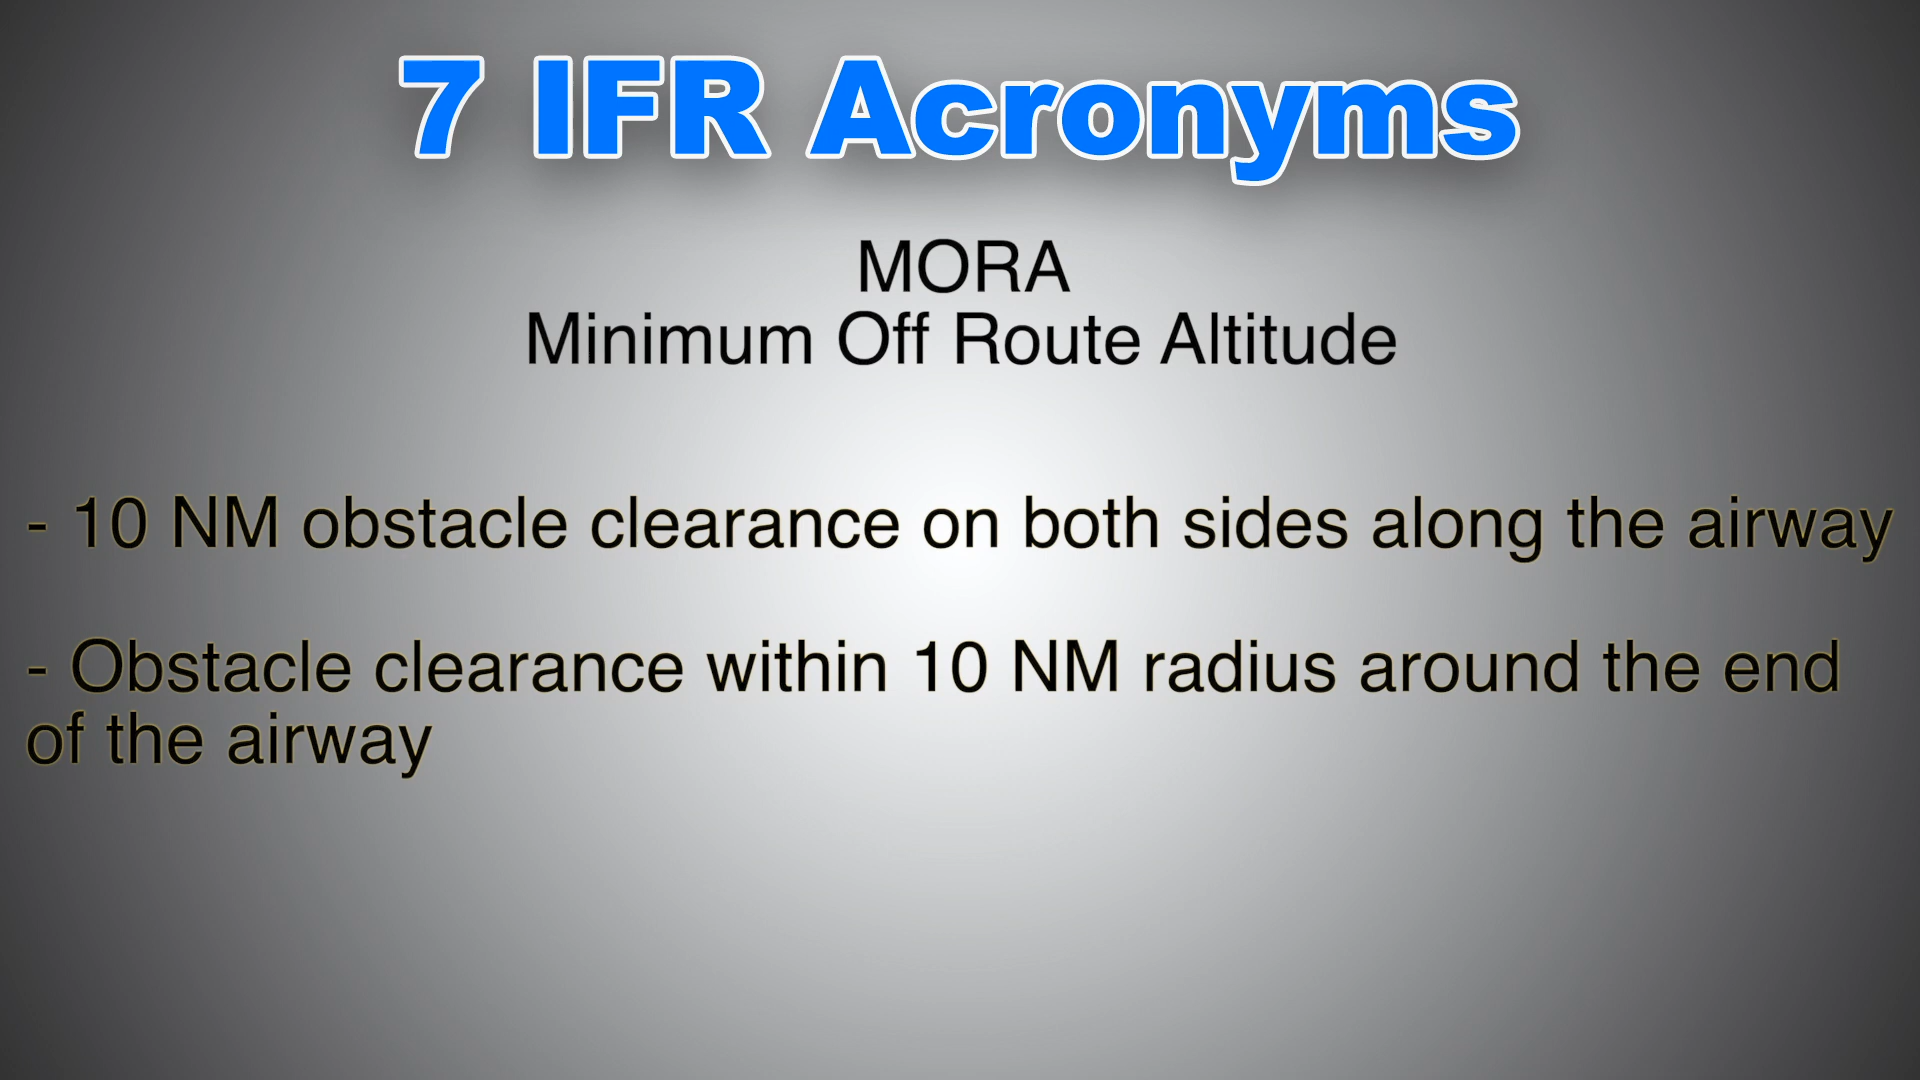 7 IFR Acronyms
MORA
Minimum Off Route Altitude
- 10 NM obstacle clearance on both sides along the airway
- Obstacle clearance within 10 NM radius around the end
of the airway